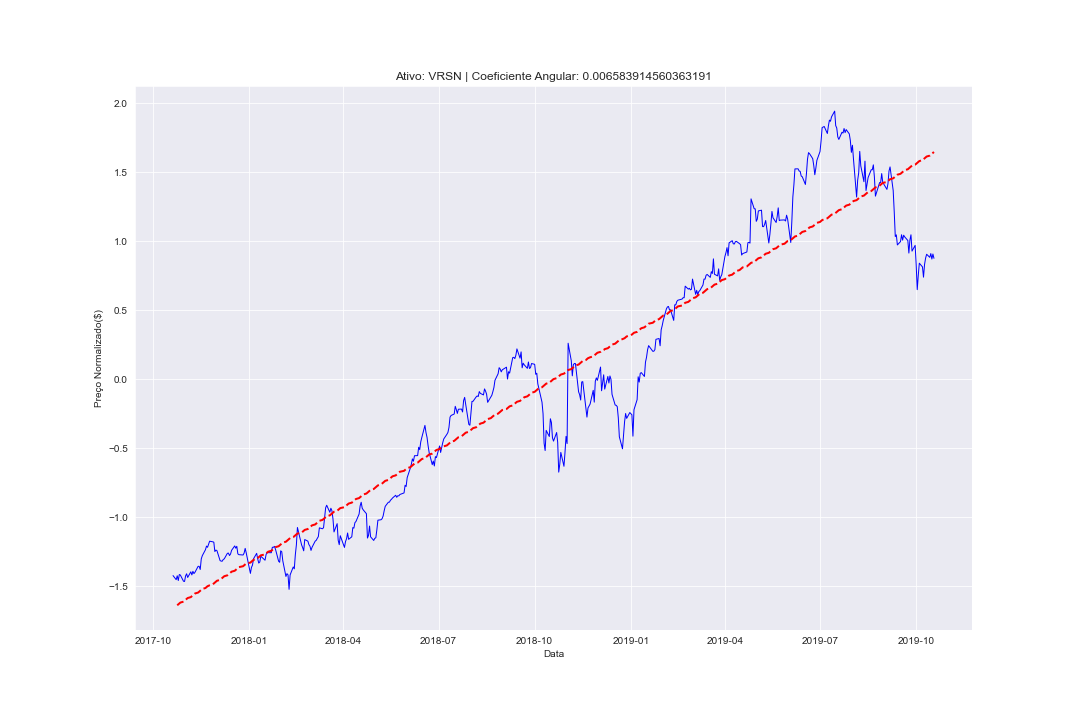 Ativo: VRSN | Coeficiente Angular: 0.006583914560363191
2.0
1.5
1.0
0.5
0.0
−0.5
−1.0
−1.5
Preço Normalizado($)
2017-10 2018-01 2018-04 2018-07 2018-10 2019-01 2019-04 2019-07 2019-10
Data